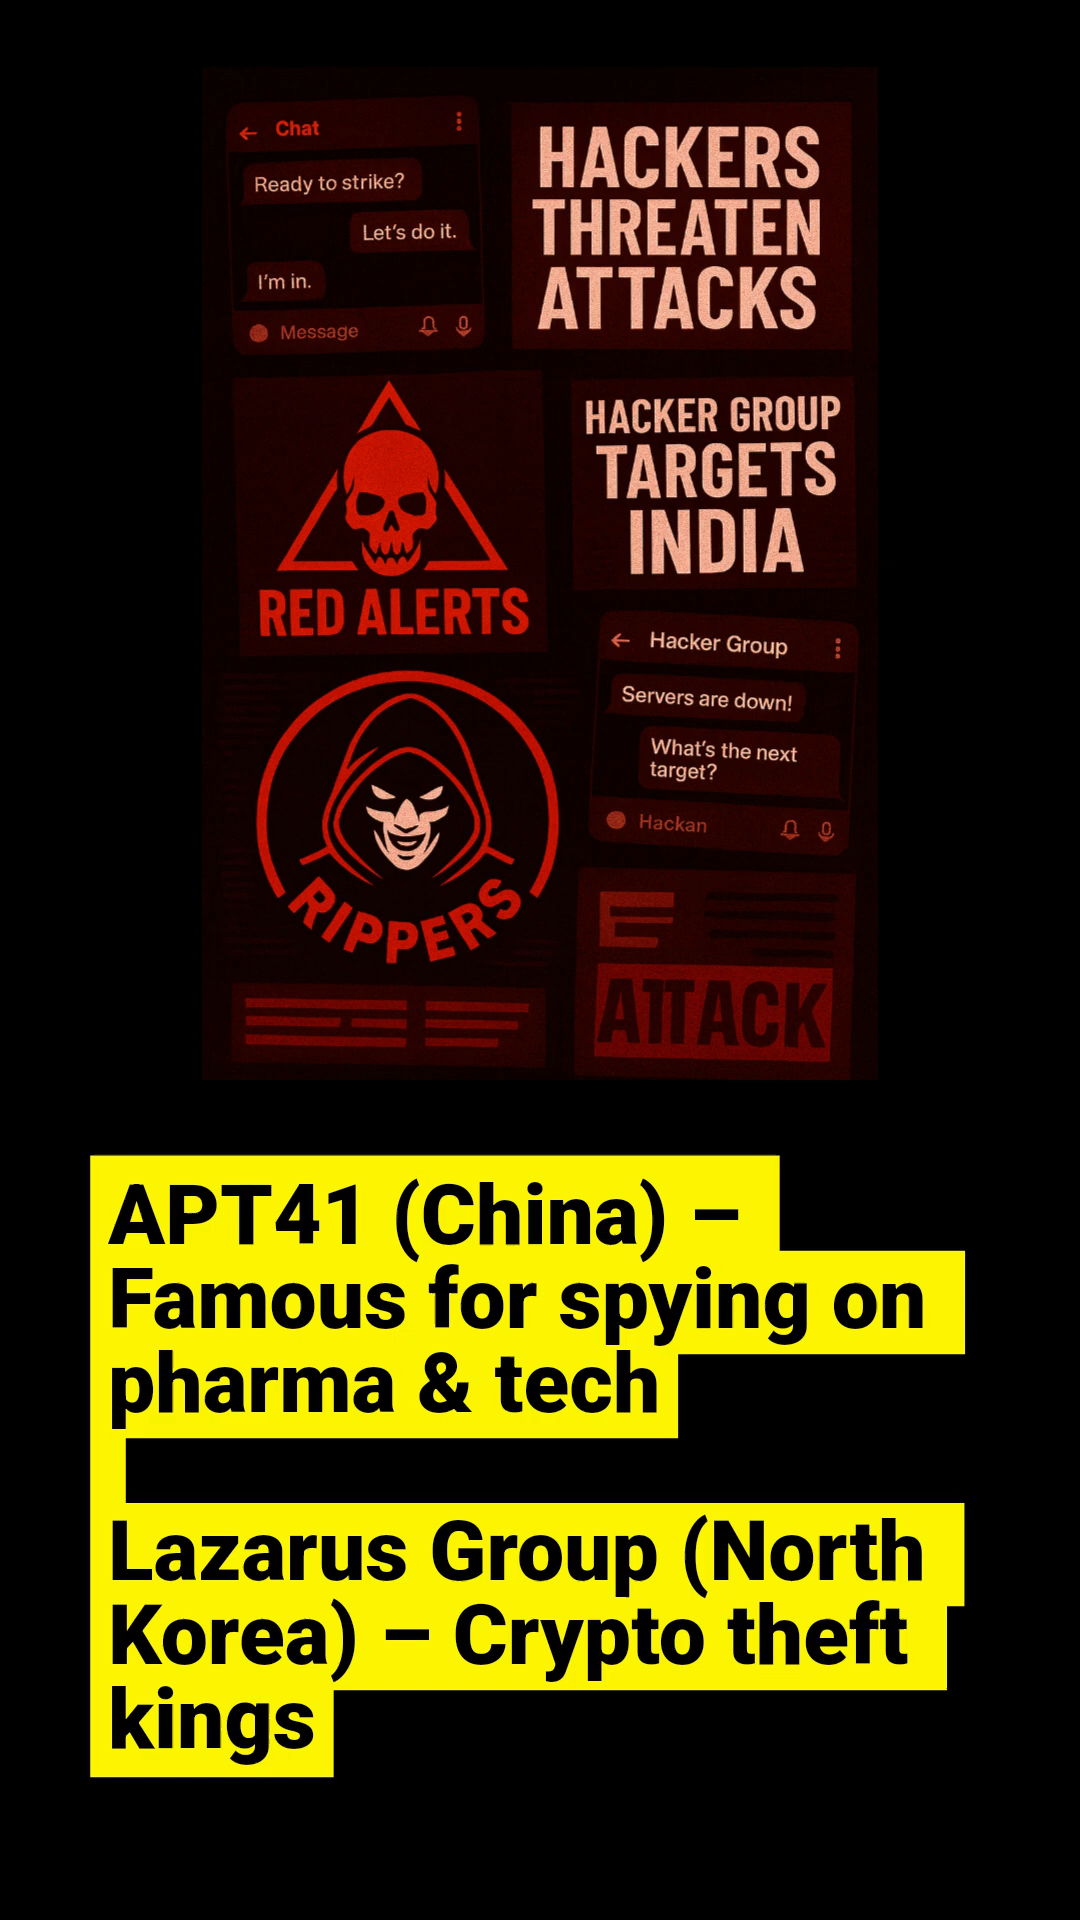 Chat
Ready to strike?
Let's do it.
I'm in.
Message
HACKERS
THREATEN
ATTACKS
RED ALERTS
HACKER GROUP
TARGETS
INDIA
Hacker Group
Servers are down!
What's the next
target?
Hackan
RIPPERS
ATTACK
APT41 (China) –
Famous for spying on
pharma & tech
Lazarus Group (North
Korea) – Crypto theft
kings